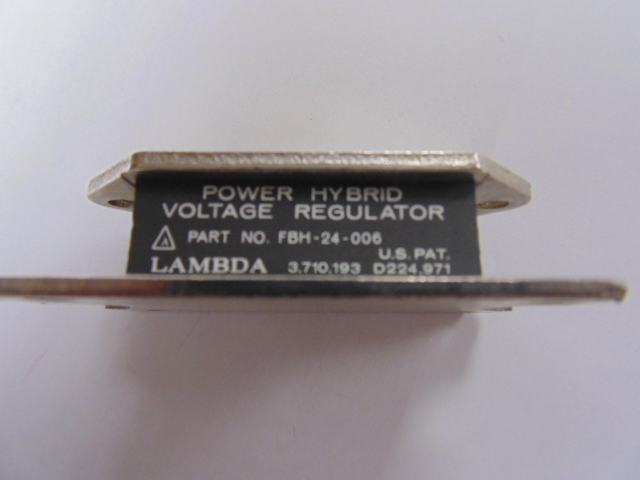 POWER HYBRID
VOLTAGE REGULATOR
PART NO. FBH-24-006
U.S. PAT.
LAMBDA 3,710,193 D224,971